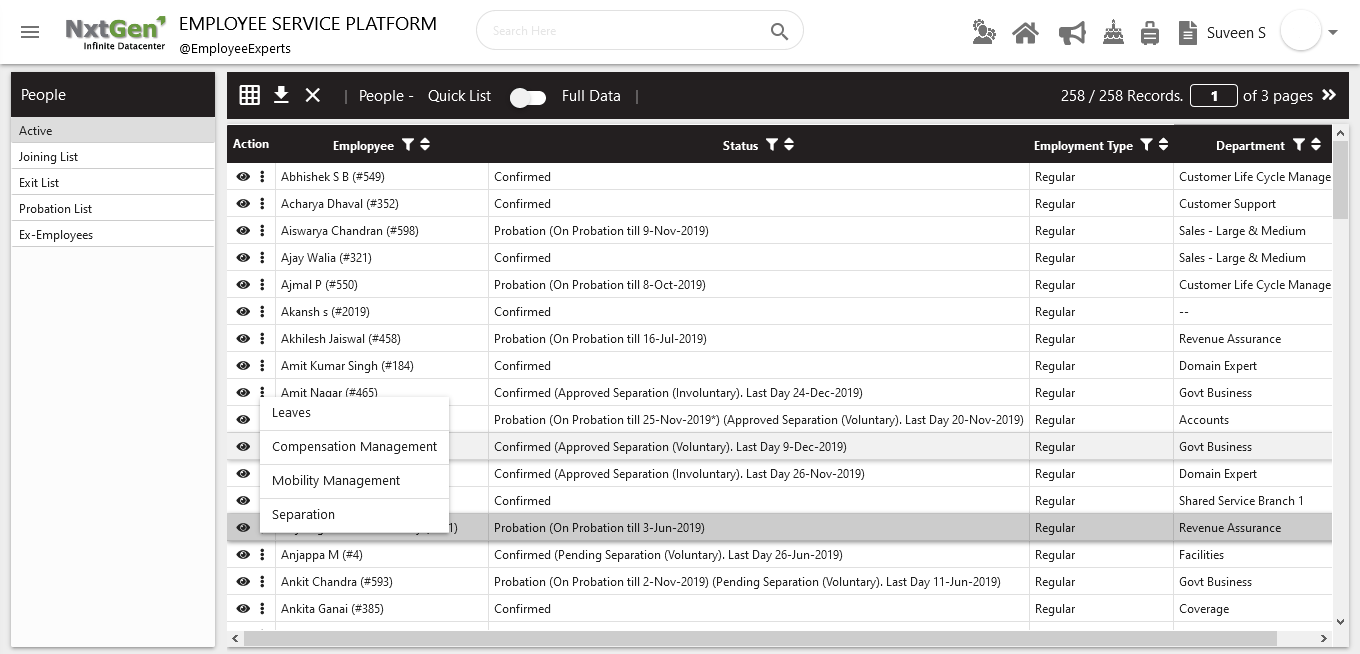 NxtGen
Infinite Datacenter
EMPLOYEE SERVICE PLATFORM
@EmployeeExperts
Search Here
Suveen S
People
Active
Joining List
Exit List
Probation List
Ex-Employees
| People - Quick List Full Data |
258 / 258 Records. 1 of 3 pages
Action Employee Status Employment Type Department
Abhishek S B (#549) Confirmed Regular Customer Life Cycle Manage
Acharya Dhaval (#352) Confirmed Regular Customer Support
Aiswarya Chandran (#598) Probation (On Probation till 9-Nov-2019) Regular Sales - Large & Medium
Ajay Walia (#321) Confirmed Regular Sales - Large & Medium
Ajmal P (#550) Probation (On Probation till 8-Oct-2019) Regular Customer Life Cycle Manage
Akansh s (#2019) Confirmed Regular --
Akhilesh Jaiswal (#458) Probation (On Probation till 16-Jul-2019) Regular Revenue Assurance
Amit Kumar Singh (#184) Confirmed Regular Domain Expert
Amit Nagar (#465) Confirmed (Approved Separation (Involuntary). Last Day 24-Dec-2019) Regular Govt Business
Probation (On Probation till 25-Nov-2019*) (Approved Separation (Voluntary). Last Day 20-Nov-2019) Regular Accounts
Confirmed (Approved Separation (Voluntary). Last Day 9-Dec-2019) Regular Govt Business
Confirmed (Approved Separation (Involuntary). Last Day 26-Nov-2019) Regular Domain Expert
Confirmed Regular Shared Service Branch 1
1) Probation (On Probation till 3-Jun-2019) Regular Revenue Assurance
Leaves
Compensation Management
Mobility Management
Separation
Anjappa M (#4) Confirmed (Pending Separation (Voluntary). Last Day 26-Jun-2019) Regular Facilities
Ankit Chandra (#593) Probation (On Probation till 2-Nov-2019) (Pending Separation (Voluntary). Last Day 11-Jun-2019) Regular Govt Business
Ankita Ganai (#385) Confirmed Regular Coverage